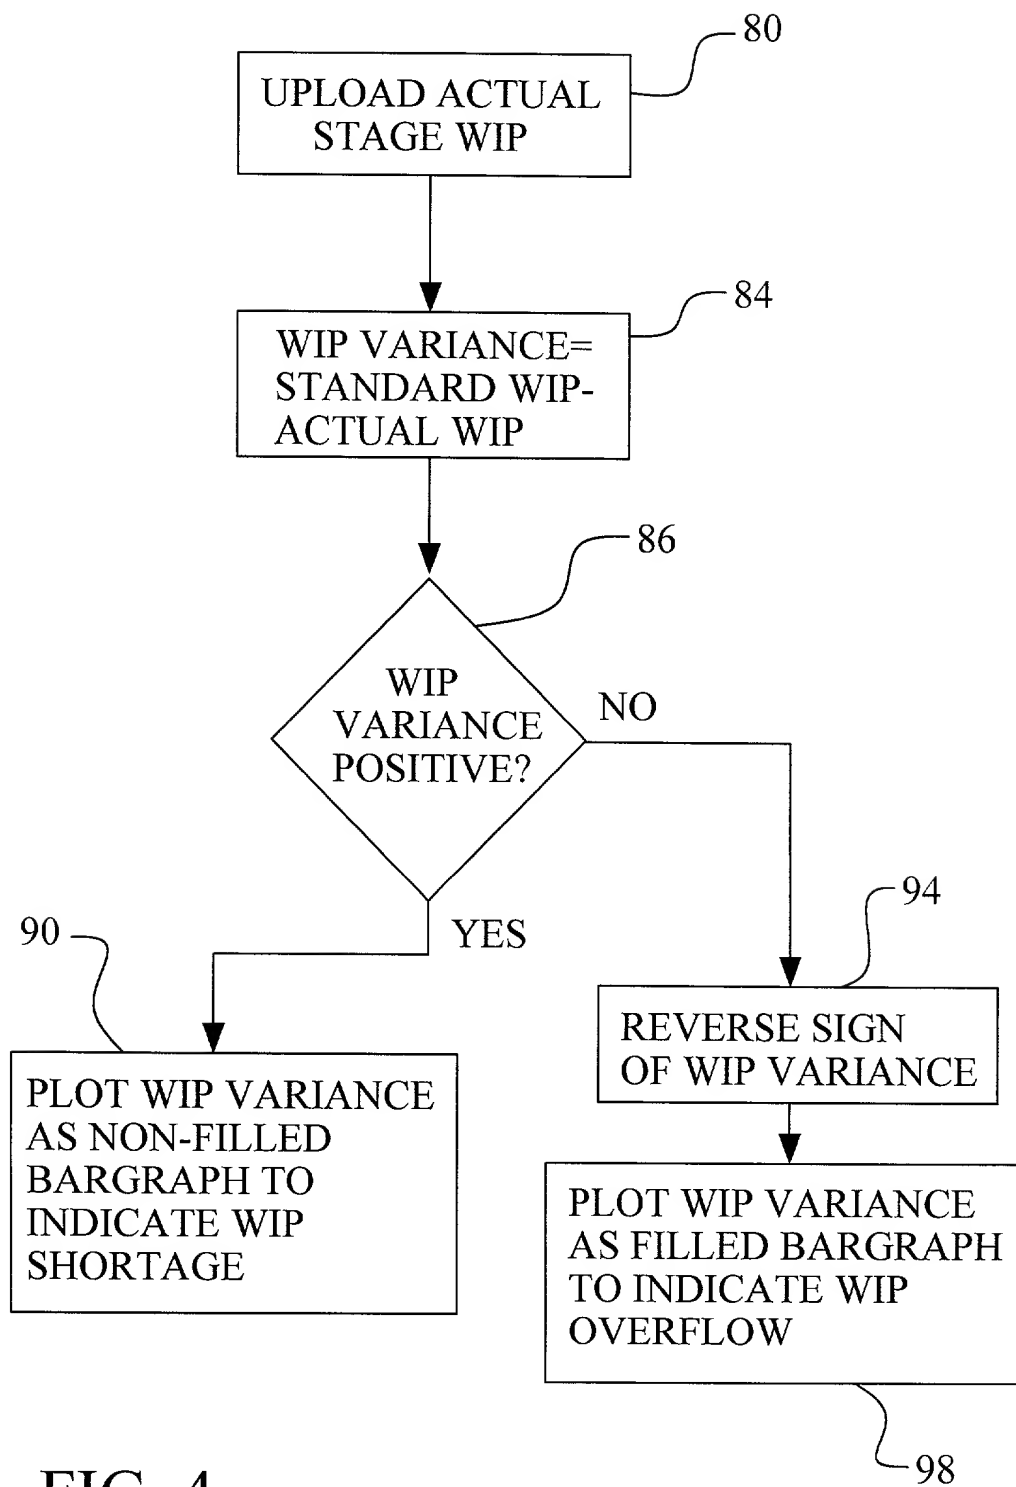 80
UPLOAD ACTUAL
STAGE WIP
84
WIP VARIANCE=
STANDARD WIP-
ACTUAL WIP
86
WIP
VARIANCE
POSITIVE?
NO
YES
90
94
REVERSE SIGN
OF WIP VARIANCE
PLOT WIP VARIANCE
AS NON-FILLED
BARGRAPH TO
INDICATE WIP
SHORTAGE
PLOT WIP VARIANCE
AS FILLED BARGRAPH
TO INDICATE WIP
OVERFLOW
98
FIG. 4